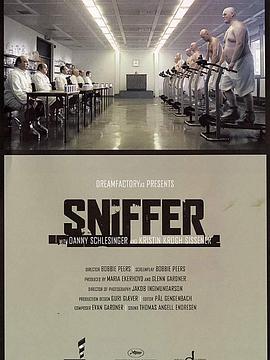 DREAMFACTORY AS PRESENTS
SNIFFER
WITH DANNY SCHLESINGER AND KRISTIN KROGH SISSENER
DIRECTOR BOBBIE PEERS SCREENPLAY BOBBIE PEERS
PRODUCED BY MARIA EKERHOVD AND GLENN GARDNER
DIRECTOR OF PHOTOGRAPHY JAKOB INGIMUNDARSON
PRODUCTION DESIGN GURI GIÆVER EDITOR PÅL GENGENBACH
COMPOSER EVAN GARDNER SOUND THOMAS ANGELL ENDRESEN